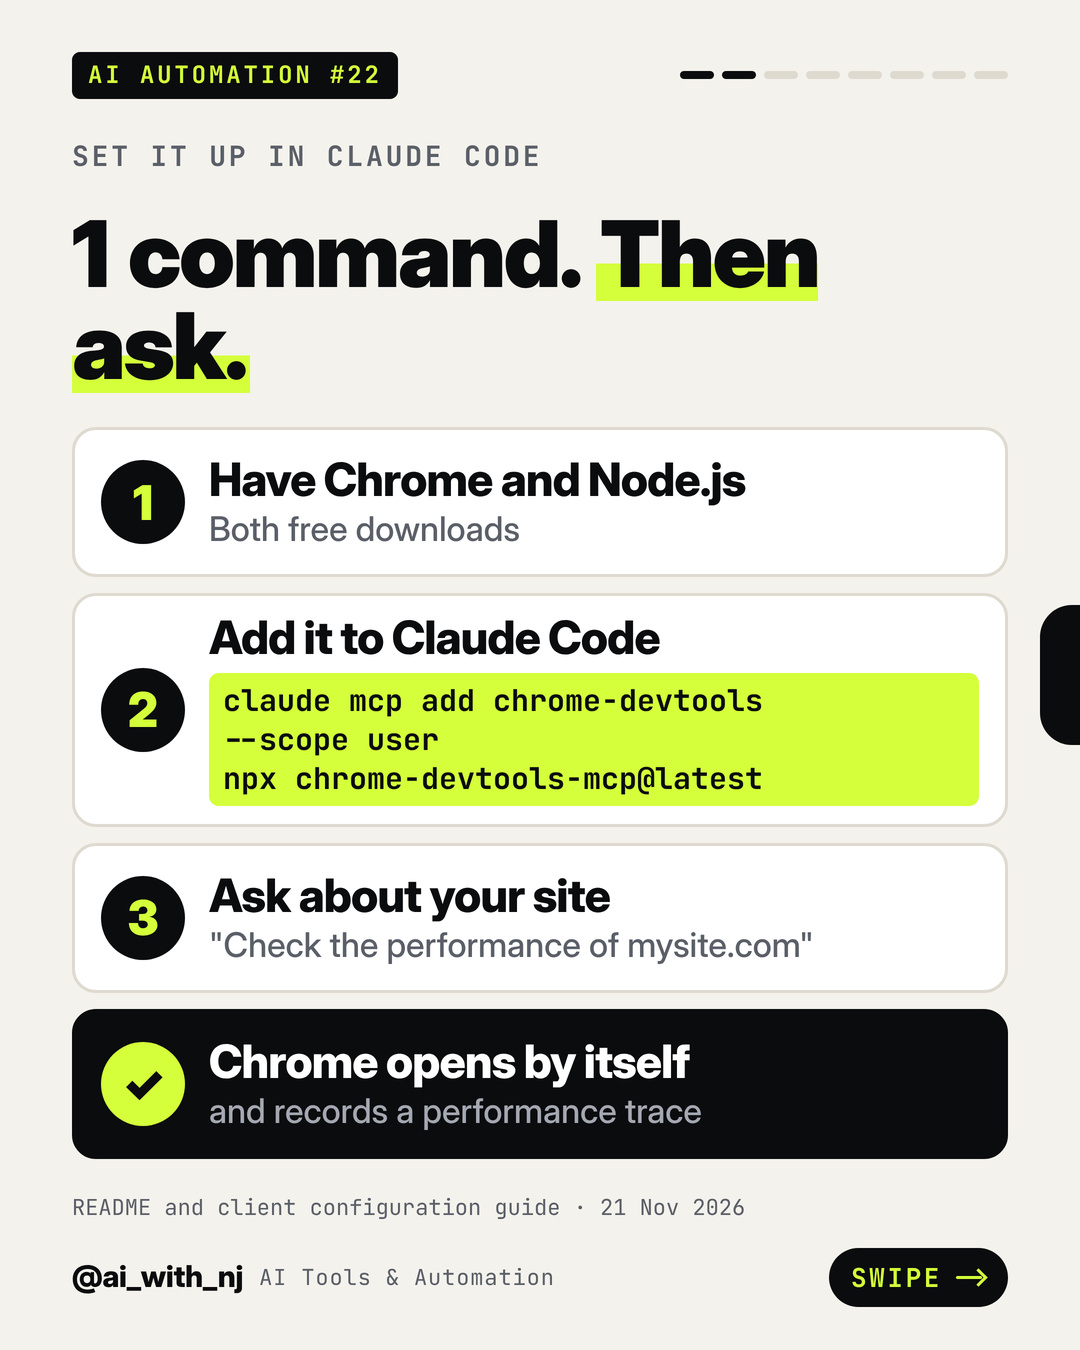 AI AUTOMATION #22
SET IT UP IN CLAUDE CODE
1 command. Then
ask.
1
Have Chrome and Node.js
Both free downloads
2
Add it to Claude Code
claude mcp add chrome-devtools
--scope user
npx chrome-devtools-mcp@latest
3
Ask about your site
"Check the performance of mysite.com"
Chrome opens by itself
and records a performance trace
README and client configuration guide · 21 Nov 2026
@ai_with_nj AI Tools & Automation
SWIPE →